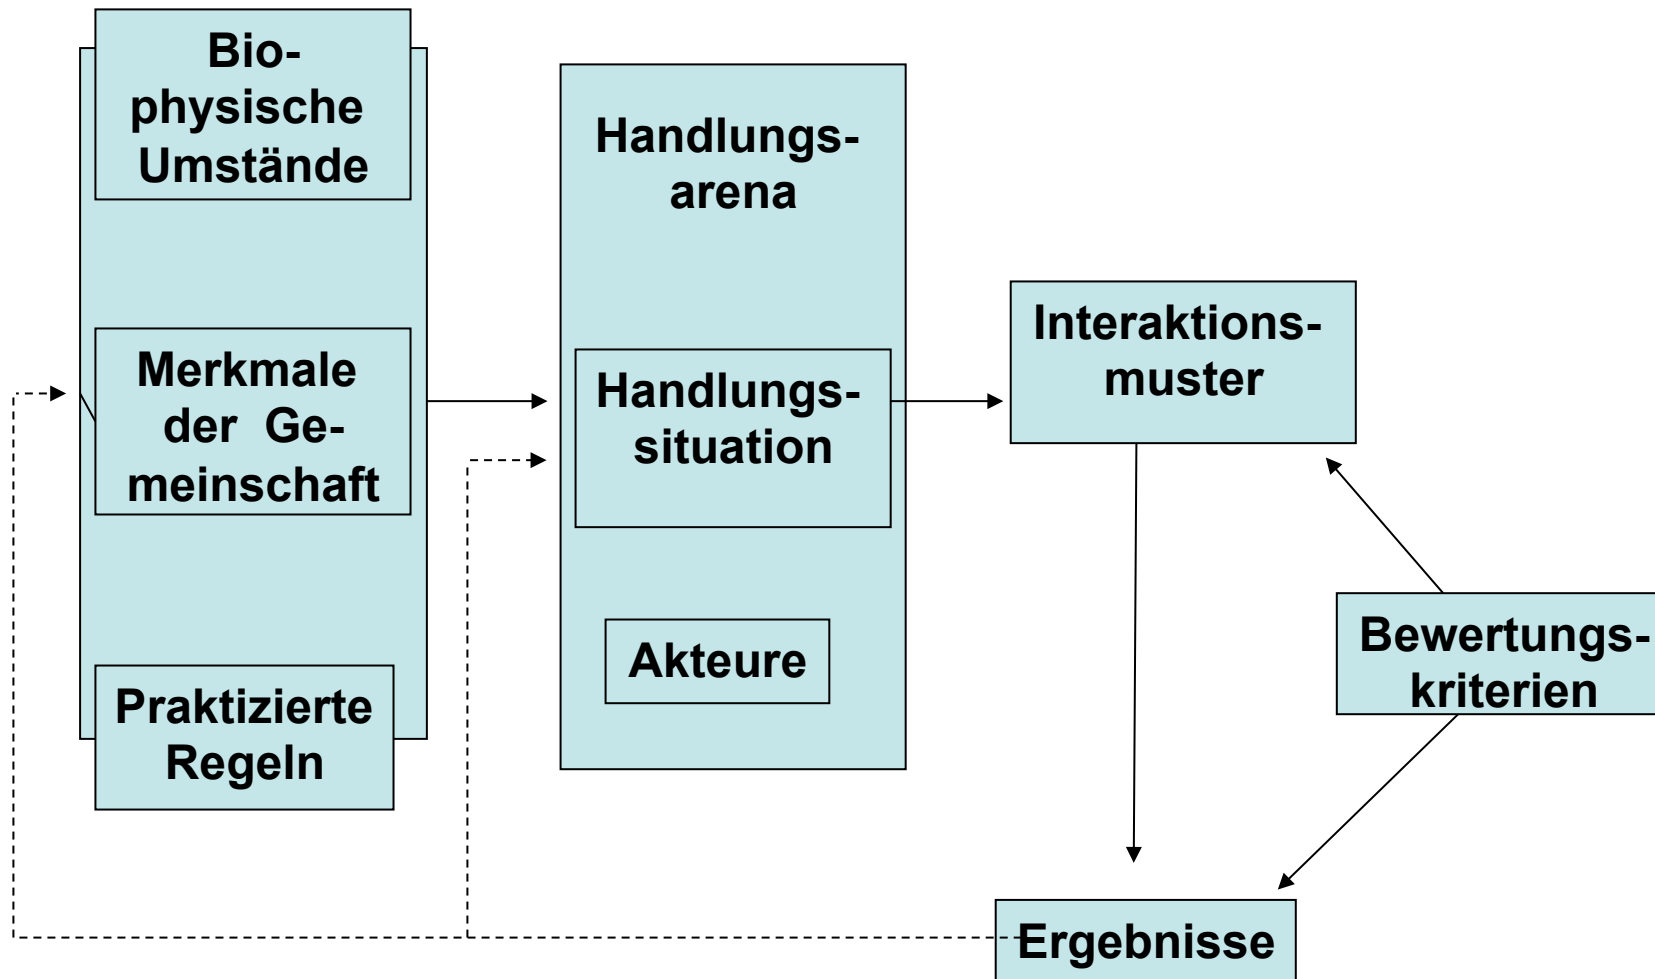 Bio-
physische
Umstände
Merkmale
der Ge-
meinschaft
Praktizierte
Regeln
Handlungs-
arena
Handlungs-
situation
Akteure
Interaktions-
muster
Bewertungs-
kriterien
Ergebnisse